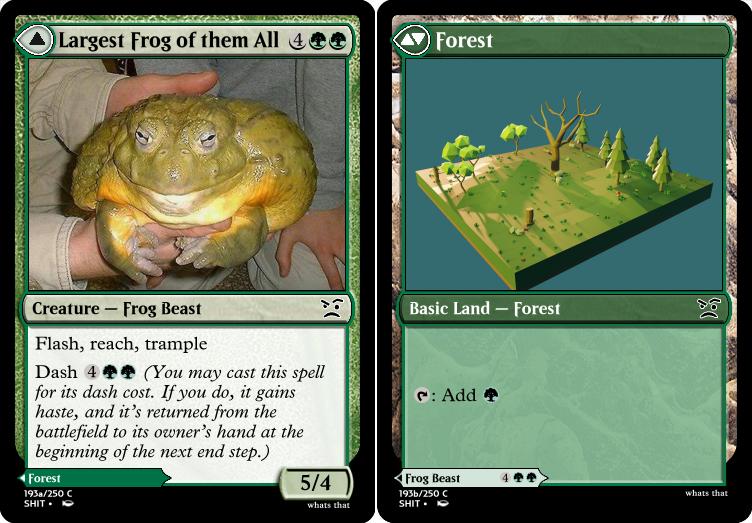 Largest Frog of them All 4
Creature — Frog Beast
Flash, reach, trample
Dash 4 (You may cast this spell
for its dash cost. If you do, it gains
haste, and it's returned from the
battlefield to its owner's hand at the
beginning of the next end step.)
Forest
5/4
193a/250 C
SHIT •
whats that
Forest
Basic Land — Forest
: Add
Frog Beast 4
193b/250 C
SHIT •
whats that